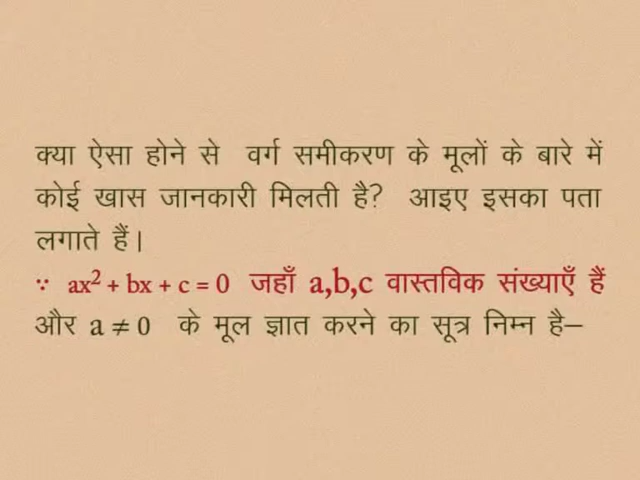 क्या ऐसा होने से वर्ग समीकरण के मूलों के बारे में
कोई खास जानकारी मिलती है? आइए इसका पता
लगाते हैं।
∵ ax² + bx + c = 0 जहाँ a,b,c वास्तविक संख्याएँ हैं
और a ≠ 0 के मूल ज्ञात करने का सूत्र निम्न है–